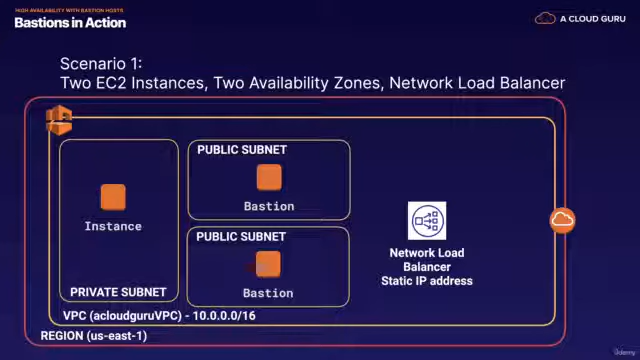 HIGH AVAILABILITY WITH BASTION HOSTS
Bastions in Action
A CLOUD GURU
Scenario 1:
Two EC2 Instances, Two Availability Zones, Network Load Balancer
PUBLIC SUBNET
Bastion
Instance
PUBLIC SUBNET
Bastion
Network Load
Balancer
Static IP address
PRIVATE SUBNET
VPC (acloudguruVPC) - 10.0.0.0/16
REGION (us-east-1)
Udemy